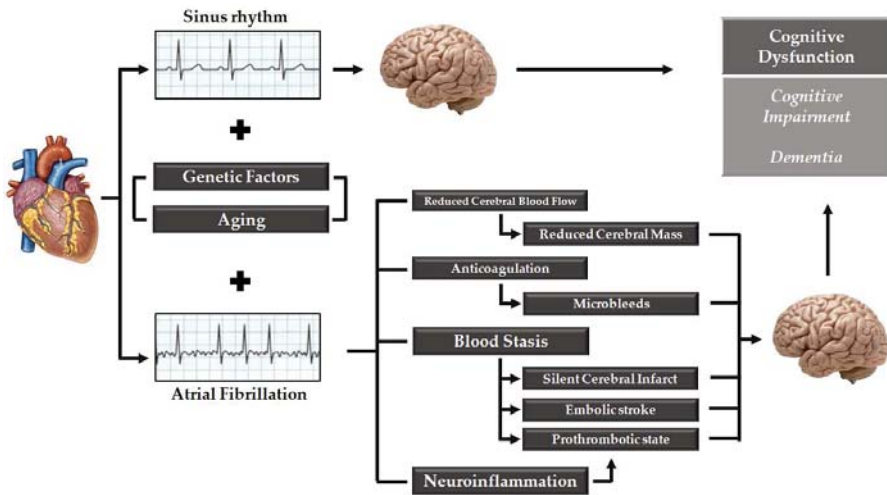 Sinus rhythm
Cognitive
Dysfunction
Cognitive
Impairment
Dementia
Genetic Factors
Aging
Reduced Cerebral Blood Flow
Reduced Cerebral Mass
Anticoagulation
Microbleeds
Blood Stasis
Silent Cerebral Infarct
Embolic stroke
Prothrombotic state
Neuroinflammation
Atrial Fibrillation